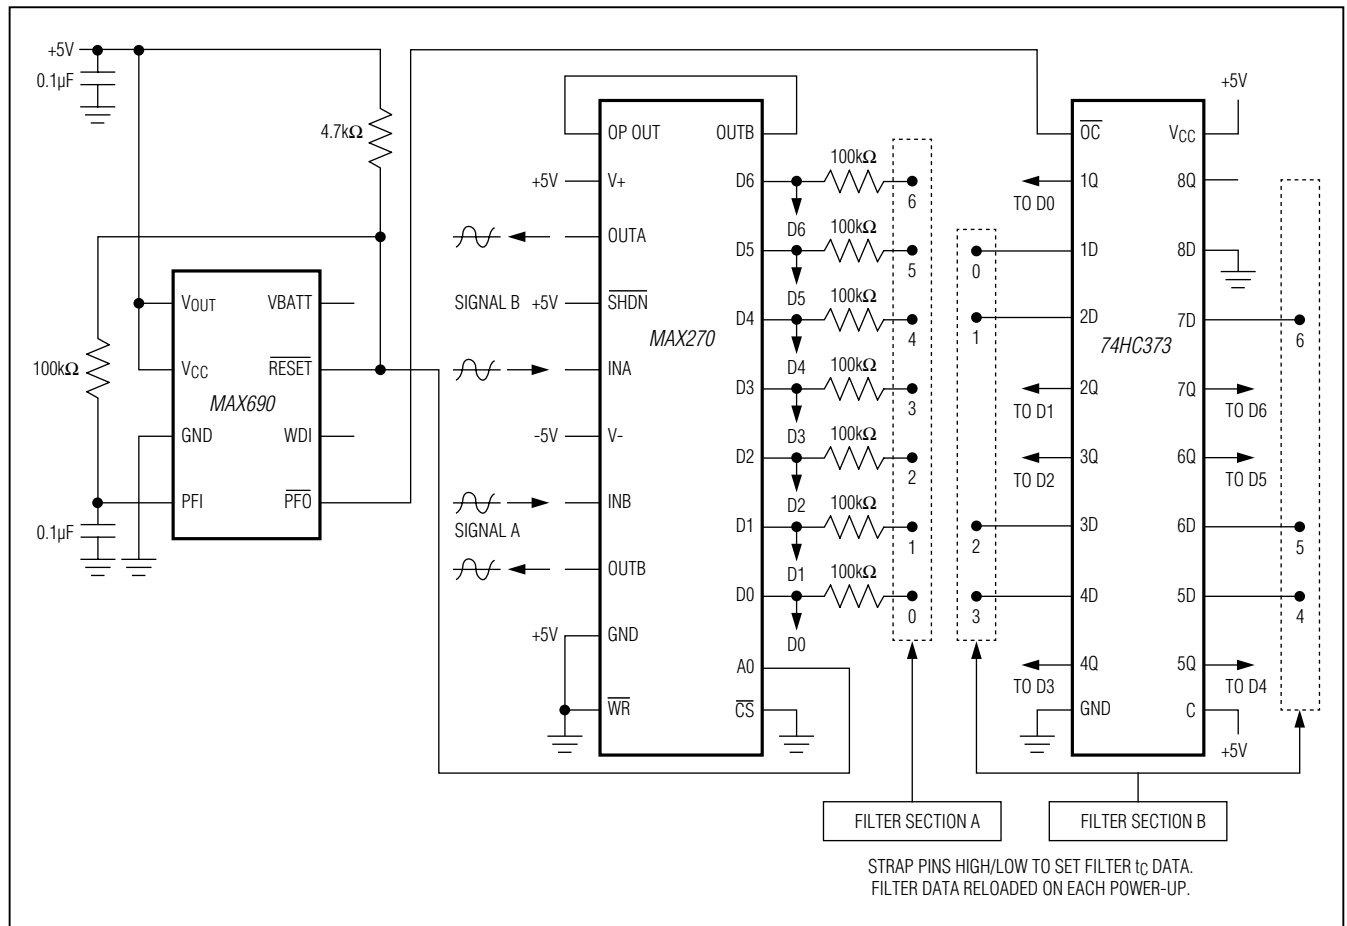 +5V
0.1µF
4.7kΩ
100kΩ
0.1µF
VOUT
VCC
GND
PFI
VBATT
RESET
WDI
PFO
MAX690
+5V
SIGNAL B
+5V
-5V
SIGNAL A
+5V
OP OUT
V+
OUTA
SHDN
INA
V-
INB
OUTB
GND
WR
MAX270
OUTB
D6
D5
D4
D3
D2
D1
D0
A0
CS
100kΩ
D6
6
100kΩ
D5
5
100kΩ
D4
4
100kΩ
D3
3
100kΩ
D2
2
100kΩ
D1
1
100kΩ
D0
0
0
1
2
3
TO D0
TO D1
TO D2
TO D3
OC
1Q
1D
2D
2Q
3Q
3D
4D
4Q
GND
74HC373
VCC
8Q
8D
7D
7Q
6Q
6D
5D
5Q
C
+5V
6
TO D6
TO D5
5
4
TO D4
+5V
FILTER SECTION A
FILTER SECTION B
STRAP PINS HIGH/LOW TO SET FILTER tC DATA.
FILTER DATA RELOADED ON EACH POWER-UP.